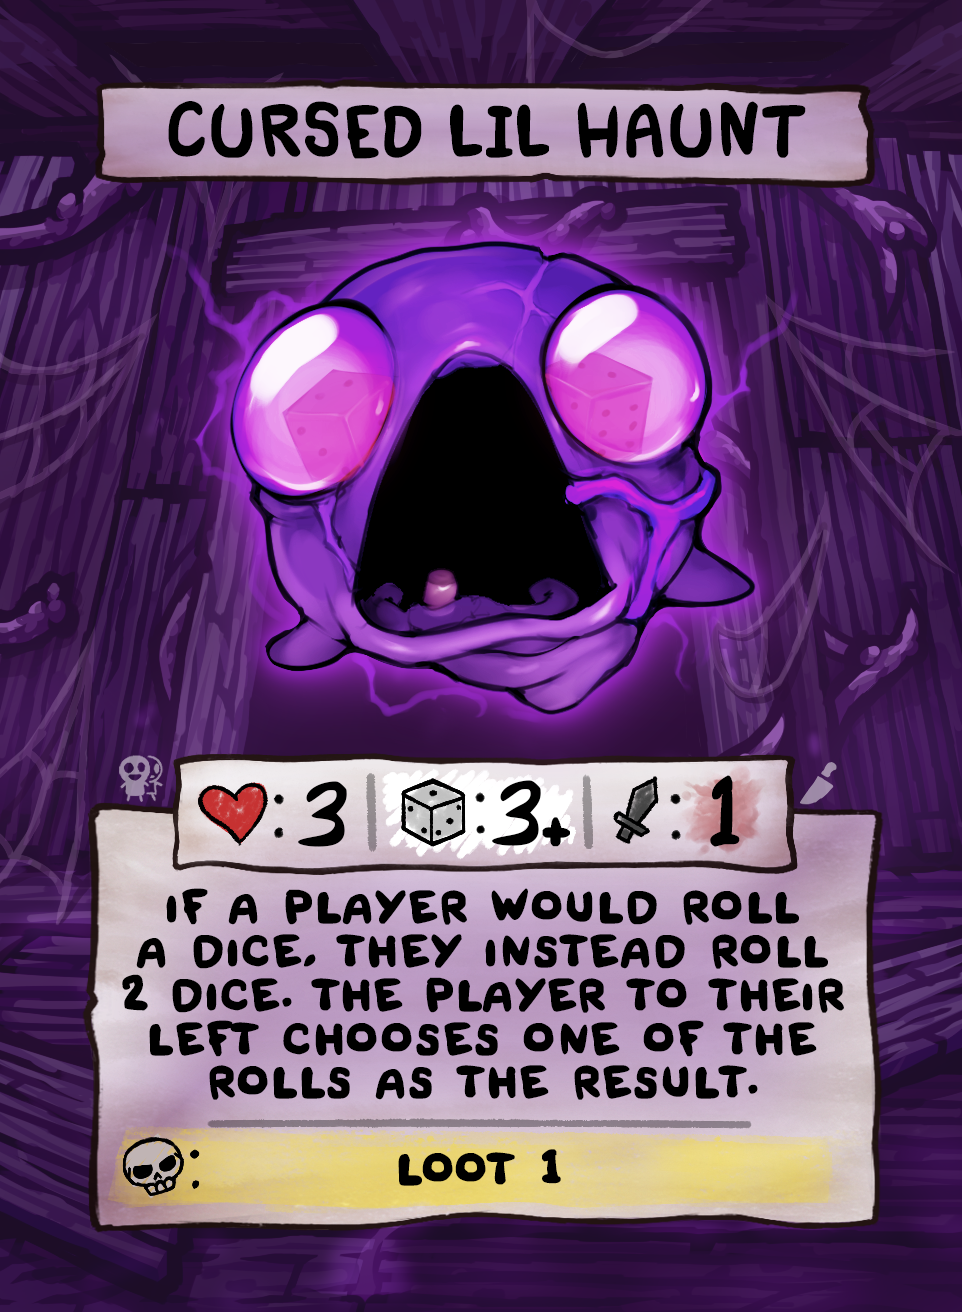 CURSED LIL HAUNT
: 3 : 3+ : 1
IF A PLAYER WOULD ROLL
A DICE, THEY INSTEAD ROLL
2 DICE. THE PLAYER TO THEIR
LEFT CHOOSES ONE OF THE
ROLLS AS THE RESULT.
: LOOT 1